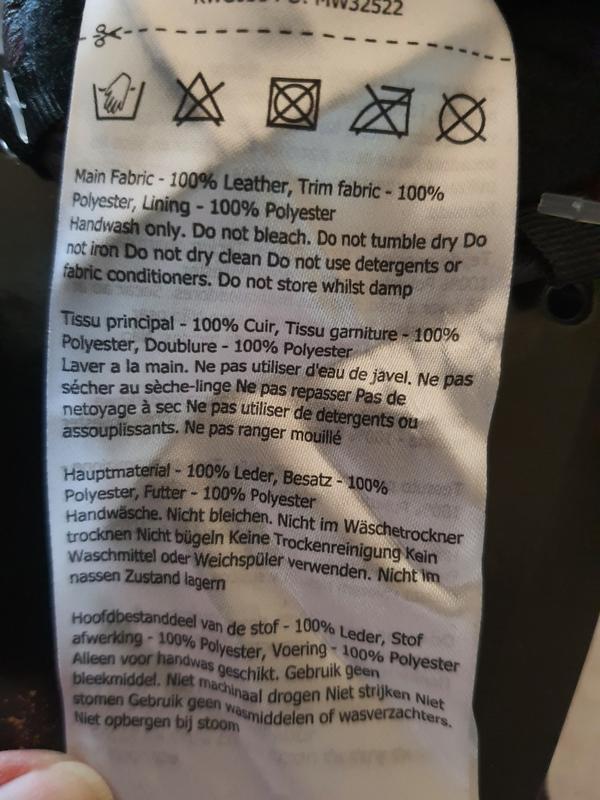 MW32522
Main Fabric - 100% Leather, Trim fabric - 100%
Polyester, Lining - 100% Polyester
Handwash only. Do not bleach. Do not tumble dry Do
not iron Do not dry clean Do not use detergents or
fabric conditioners. Do not store whilst damp
Tissu principal - 100% Cuir, Tissu garniture - 100%
Polyester, Doublure - 100% Polyester
Laver a la main. Ne pas utiliser d'eau de javel. Ne pas
sécher au sèche-linge Ne pas repasser Pas de
netoyage à sec Ne pas utiliser de detergents ou
assouplissants. Ne pas ranger mouillé
Hauptmaterial - 100% Leder, Besatz - 100%
Polyester, Futter - 100% Polyester
Handwäsche. Nicht bleichen. Nicht im Wäschetrockner
trocknen Nicht bügeln Keine Trockenreinigung Kein
Waschmittel oder Weichspüler verwenden. Nicht im
nassen Zustand lagern
Hoofdbestanddeel van de stof - 100% Leder, Stof
afwerking - 100% Polyester, Voering - 100% Polyester
Alleen voor handwas geschikt. Gebruik geen
bleekmiddel. Niet machinaal drogen Niet strijken Niet
stomen Gebruik geen wasmiddelen of wasverzachters.
Niet opbergen bij stoom